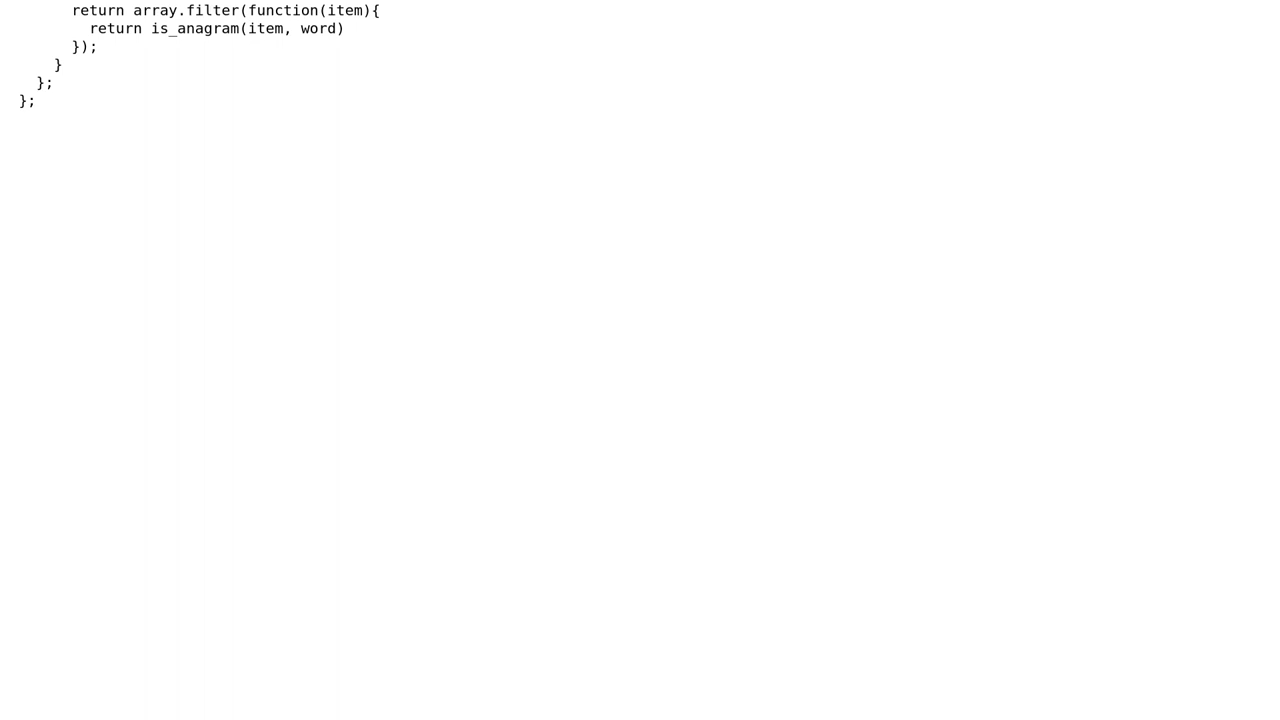 return array.filter(function(item){
        return is_anagram(item, word)
      });
    }
  };
};